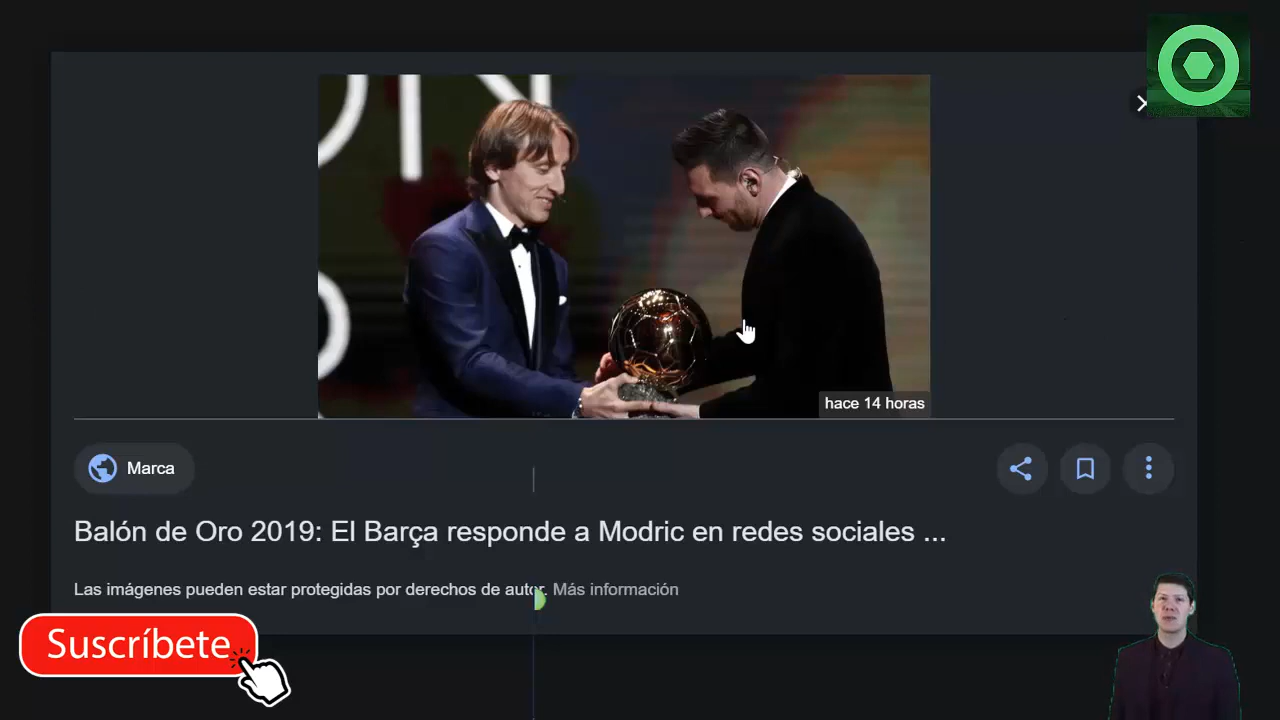 ON
hace 14 horas
Marca
Balón de Oro 2019: El Barça responde a Modric en redes sociales ...
Las imágenes pueden estar protegidas por derechos de autor. Más información
Suscríbete